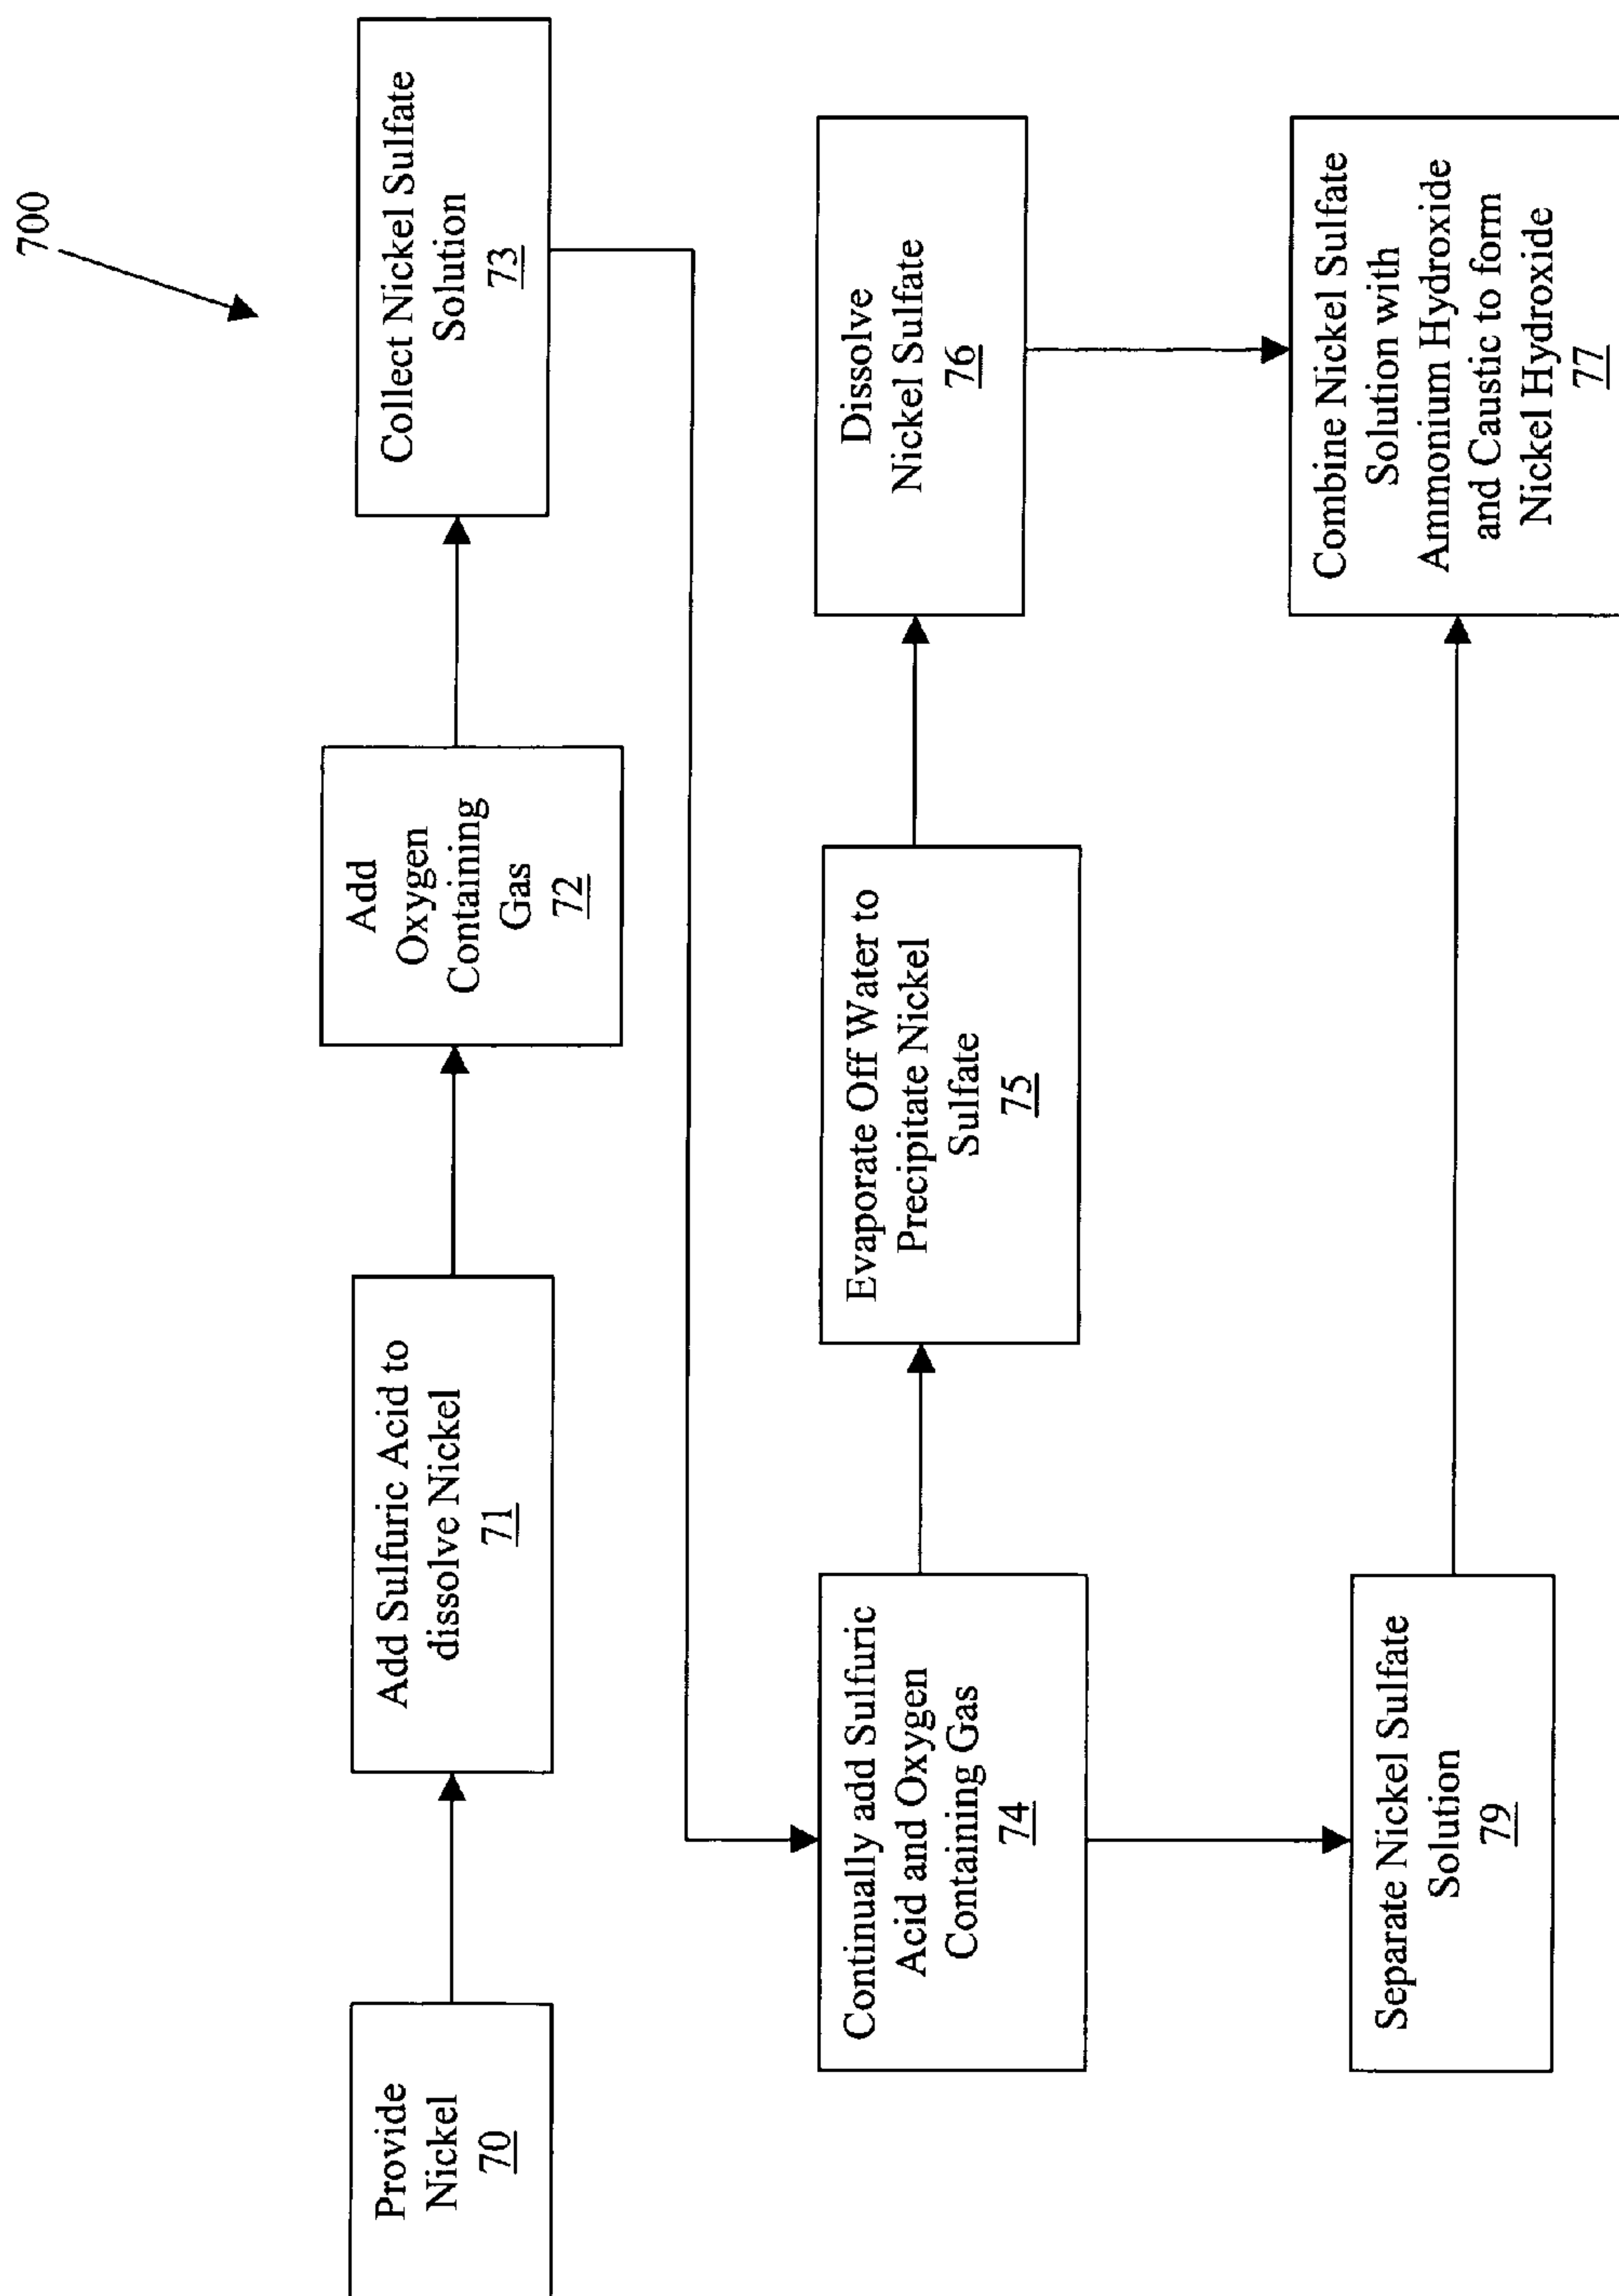 700
Provide
Nickel
70
Add Sulfuric Acid to
dissolve Nickel
71
Add
Oxygen
Containing
Gas
72
Collect Nickel Sulfate
Solution
73
Continually add Sulfuric
Acid and Oxygen
Containing Gas
74
Evaporate Off Water to
Precipitate Nickel
Sulfate
75
Dissolve
Nickel Sulfate
76
Separate Nickel Sulfate
Solution
79
Combine Nickel Sulfate
Solution with
Ammonium Hydroxide
and Caustic to form
Nickel Hydroxide
77